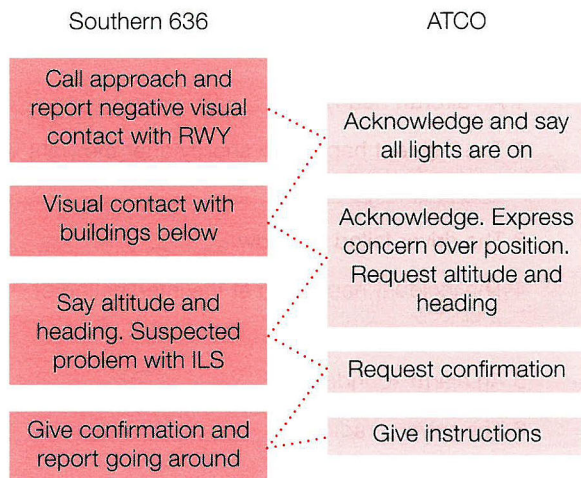 Southern 636
ATCO
Call approach and
report negative visual
contact with RWY
Acknowledge and say
all lights are on
Visual contact with
buildings below
Acknowledge. Express
concern over position.
Request altitude and
heading
Say altitude and
heading. Suspected
problem with ILS
Request confirmation
Give confirmation and
report going around
Give instructions